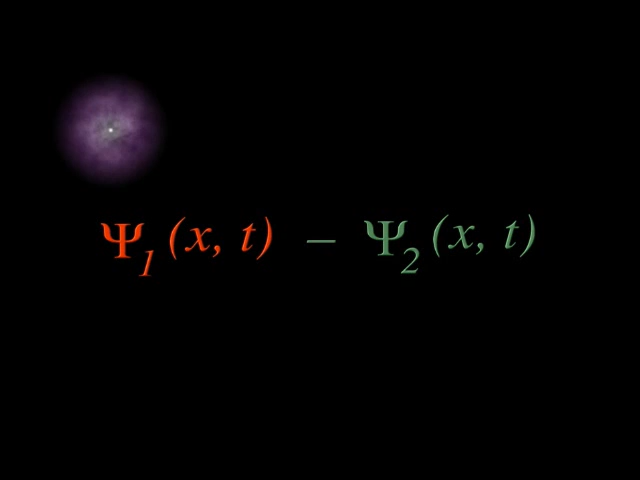 Ψ₁(x, t) – Ψ₂(x, t)